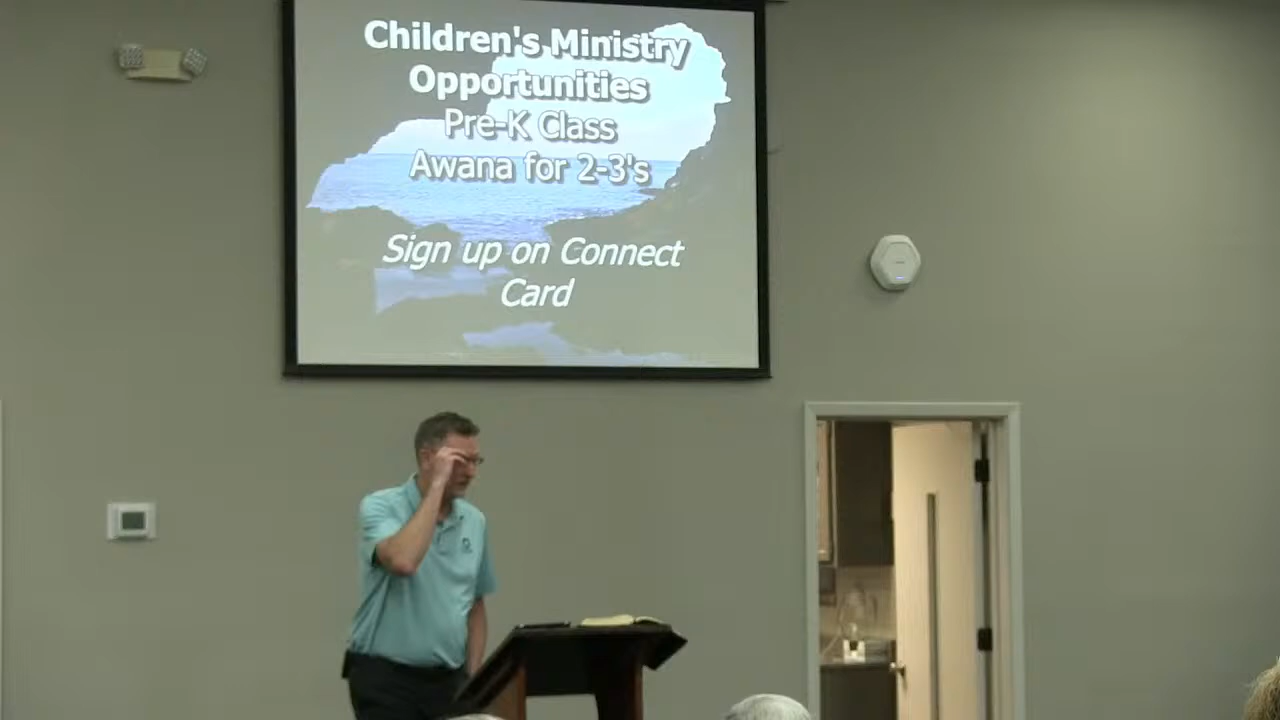 Children's Ministry
Opportunities
Pre-K Class
Awana for 2-3's
Sign up on Connect
Card